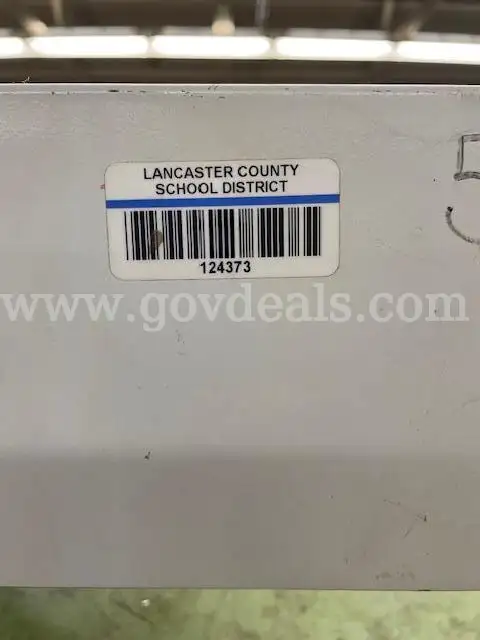 LANCASTER COUNTY
SCHOOL DISTRICT
124373
www.govdeals.com